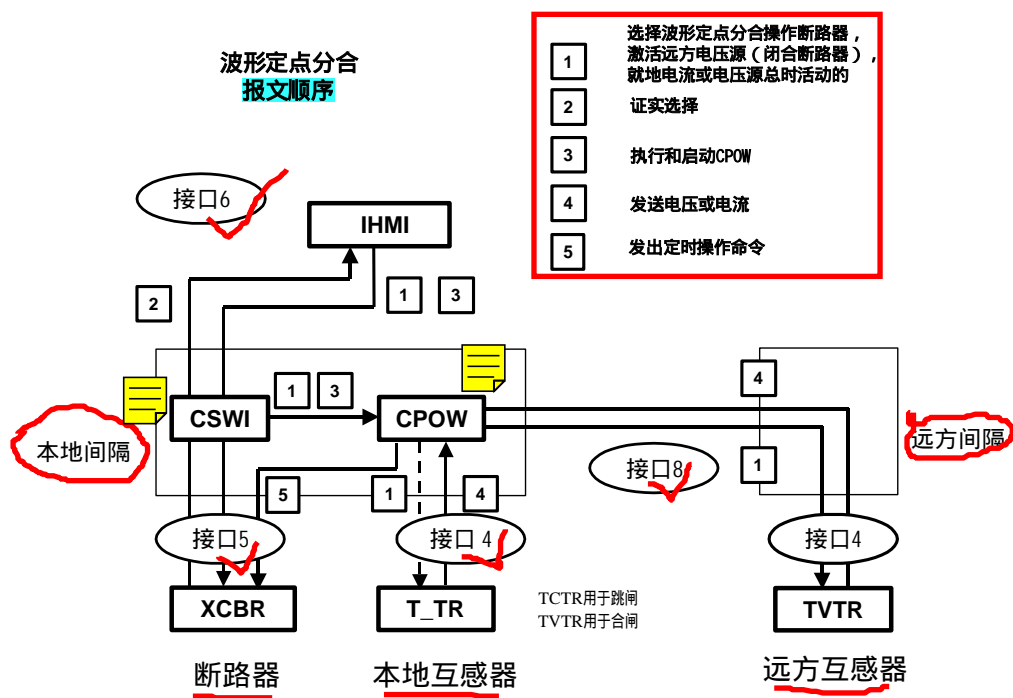 波形定点分合
报文顺序
1
选择波形定点分合操作断路器，
激活远方电压源（闭合断路器），
就地电流或电压源总时活动的
2
证实选择
3
执行和启动CPOW
4
发送电压或电流
5
发出定时操作命令
接口6
IHMI
2
1 3
CSWI
1 3
CPOW
4
本地间隔
远方间隔
接口8
1
5
1
4
接口5
接口 4
接口4
XCBR
T_TR
TCTR用于跳闸
TVTR用于合闸
TVTR
断路器
本地互感器
远方互感器